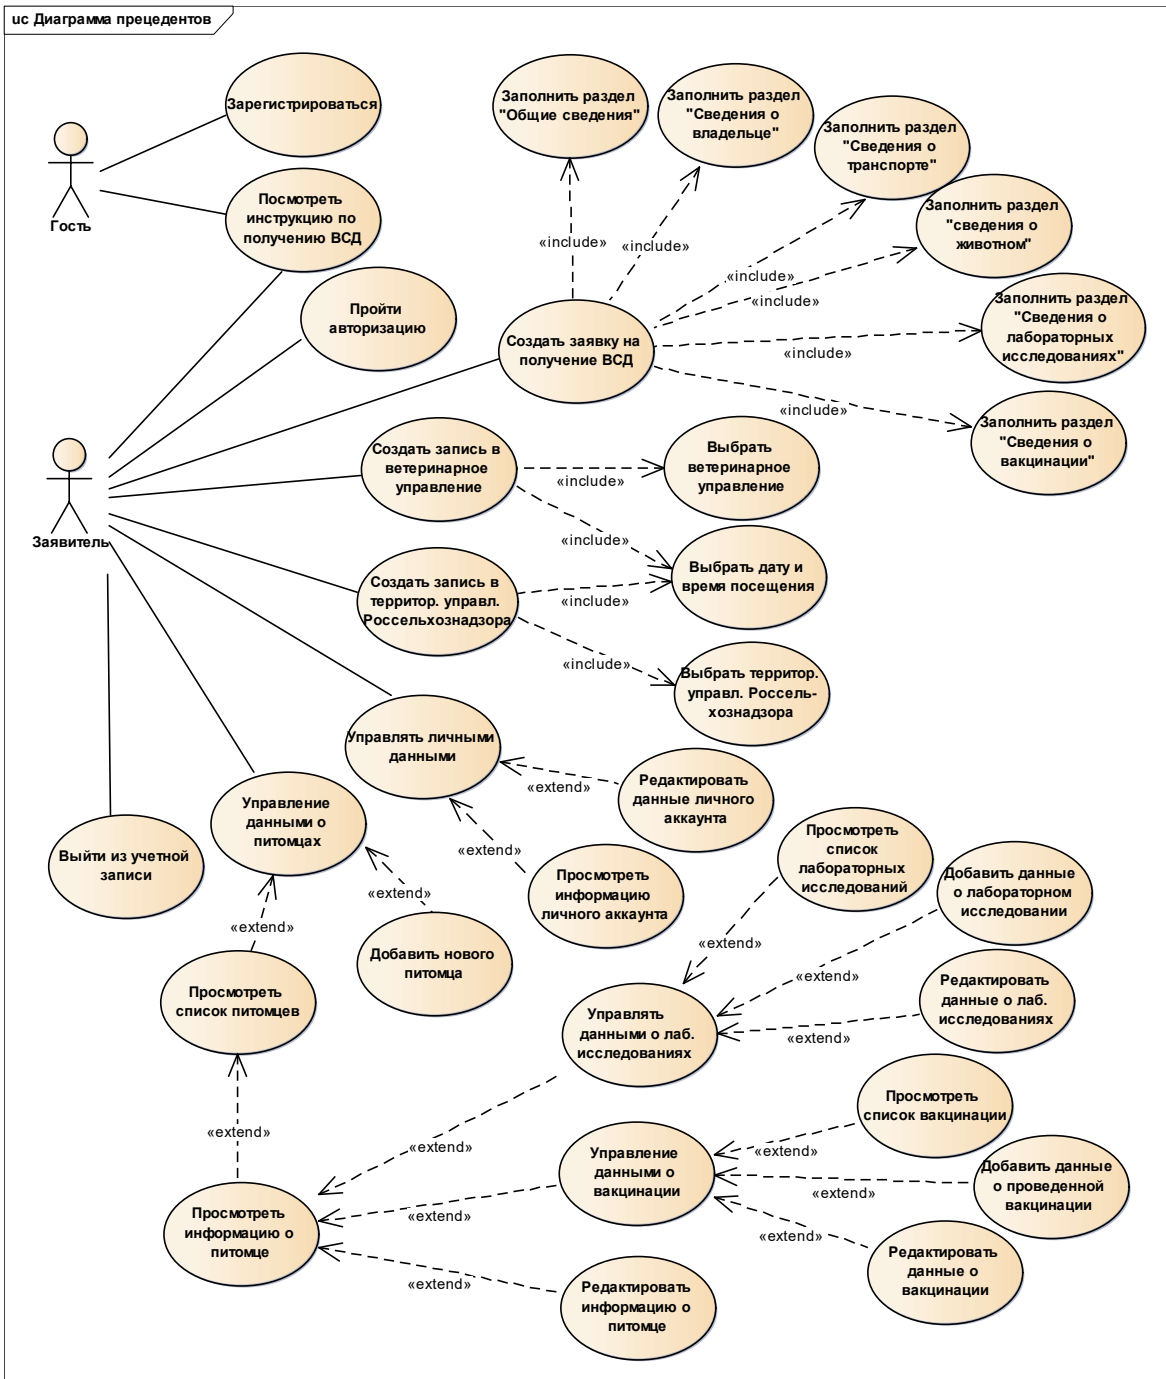 uc Диаграмма прецедентов
Зарегистрироваться
Гость
Посмотреть
инструкцию по
получению ВСД
Пройти
авторизацию
Заполнить раздел
"Общие сведения"
Заполнить раздел
"Сведения о
владельце"
Заполнить раздел
"Сведения о
транспорте"
Заполнить раздел
"сведения о
животном"
Заполнить раздел
"Сведения о
лабораторных
исследованиях"
Заполнить раздел
"Сведения о
вакцинации"
«include»
«include»
«include»
«include»
«include»
«include»
Создать заявку на
получение ВСД
Заявитель
Создать запись в
ветеринарное
управление
«include»
«include»
Выбрать
ветеринарное
управление
Создать запись в
территор. управл.
Россельхознадзора
«include»
«include»
Выбрать дату и
время посещения
Выбрать территор.
управл. Россель-
хознадзора
Управлять личными
данными
«extend»
«extend»
Редактировать
данные личного
аккаунта
Просмотреть
информацию
личного аккаунта
Управление
данными о
питомцах
Выйти из учетной
записи
«extend»
«extend»
Добавить нового
питомца
Просмотреть
список питомцев
Просмотреть
список
лабораторных
исследований
Добавить данные
о лабораторном
исследовании
Редактировать
данные о лаб.
исследованиях
«extend»
«extend»
«extend»
Управлять
данными о лаб.
исследованиях
«extend»
«extend»
«extend»
«extend»
Просмотреть
информацию о
питомце
Управление
данными о
вакцинации
Просмотреть
список вакцинации
Добавить данные
о проведенной
вакцинации
Редактировать
данные о
вакцинации
«extend»
«extend»
«extend»
Редактировать
информацию о
питомце